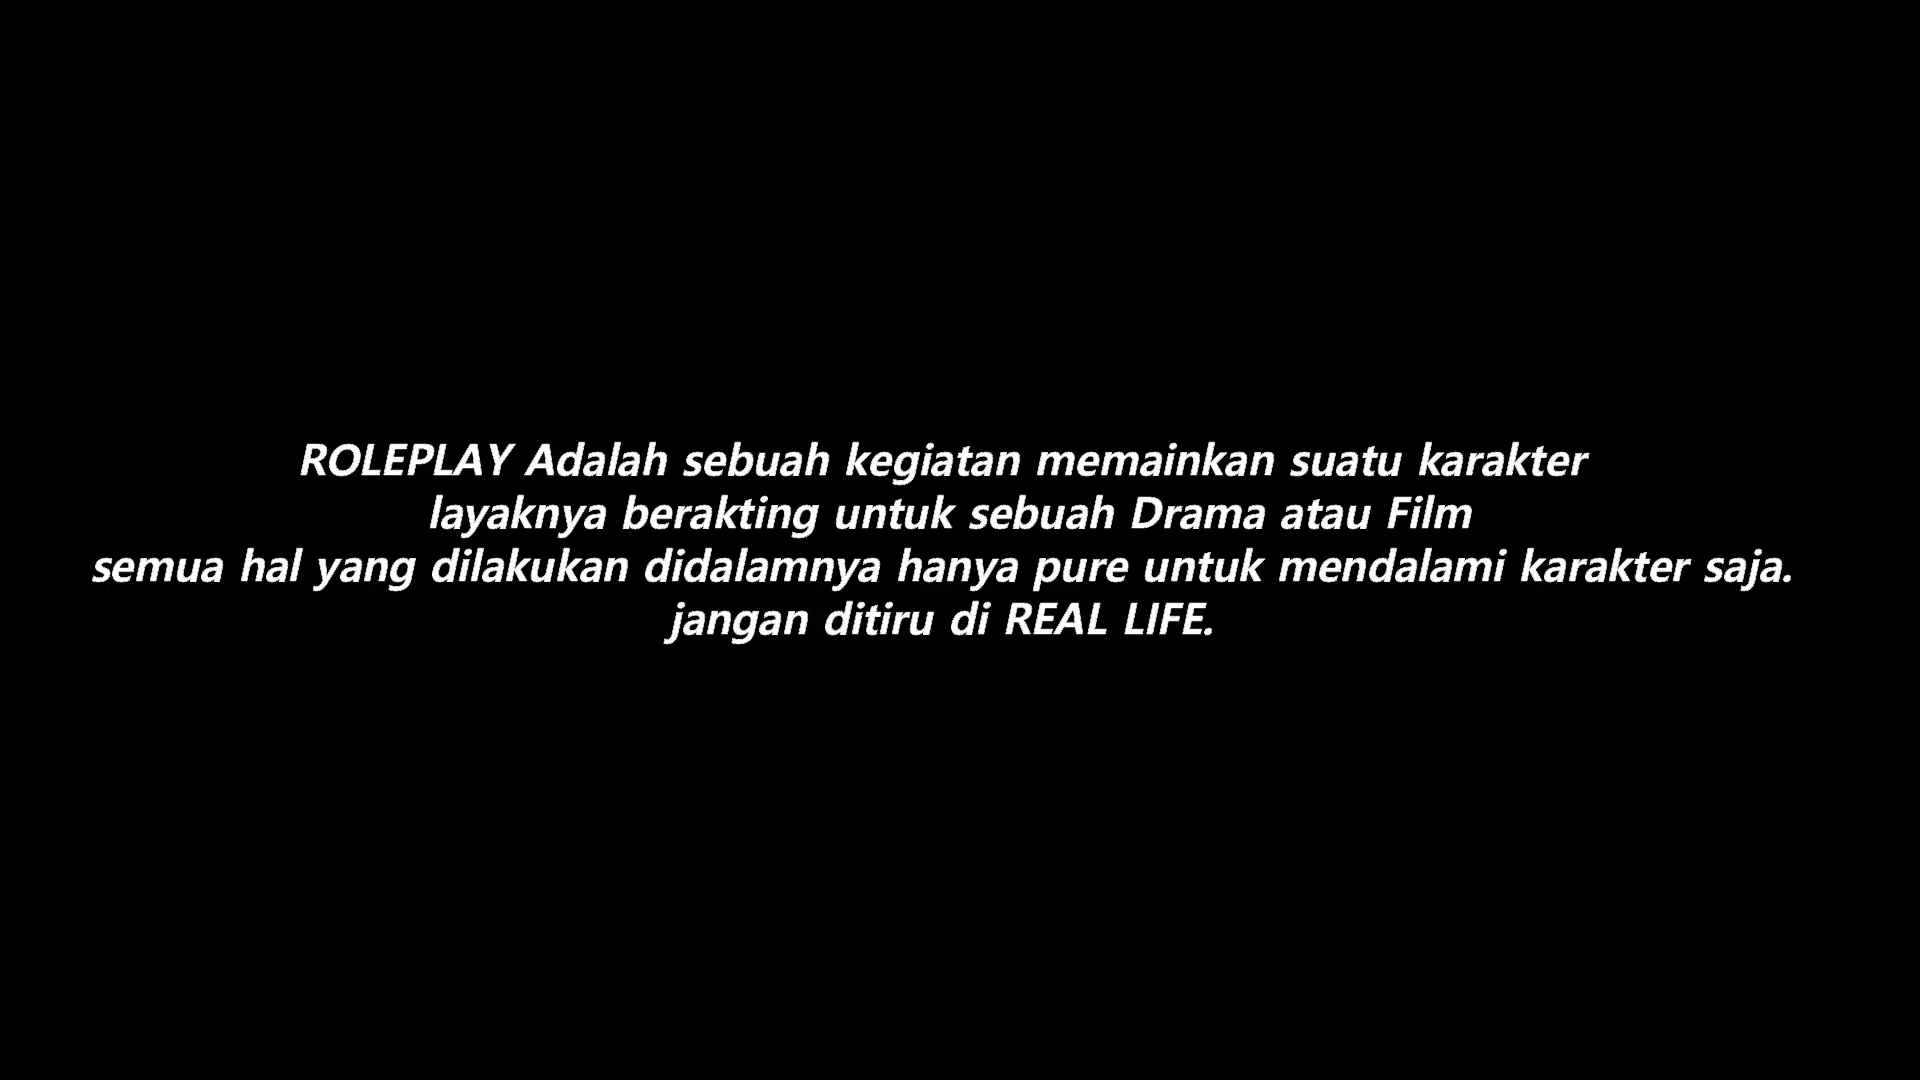 ROLEPLAY Adalah sebuah kegiatan memainkan suatu karakter
layaknya berakting untuk sebuah Drama atau Film
semua hal yang dilakukan didalamnya hanya pure untuk mendalami karakter saja.
jangan ditiru di REAL LIFE.